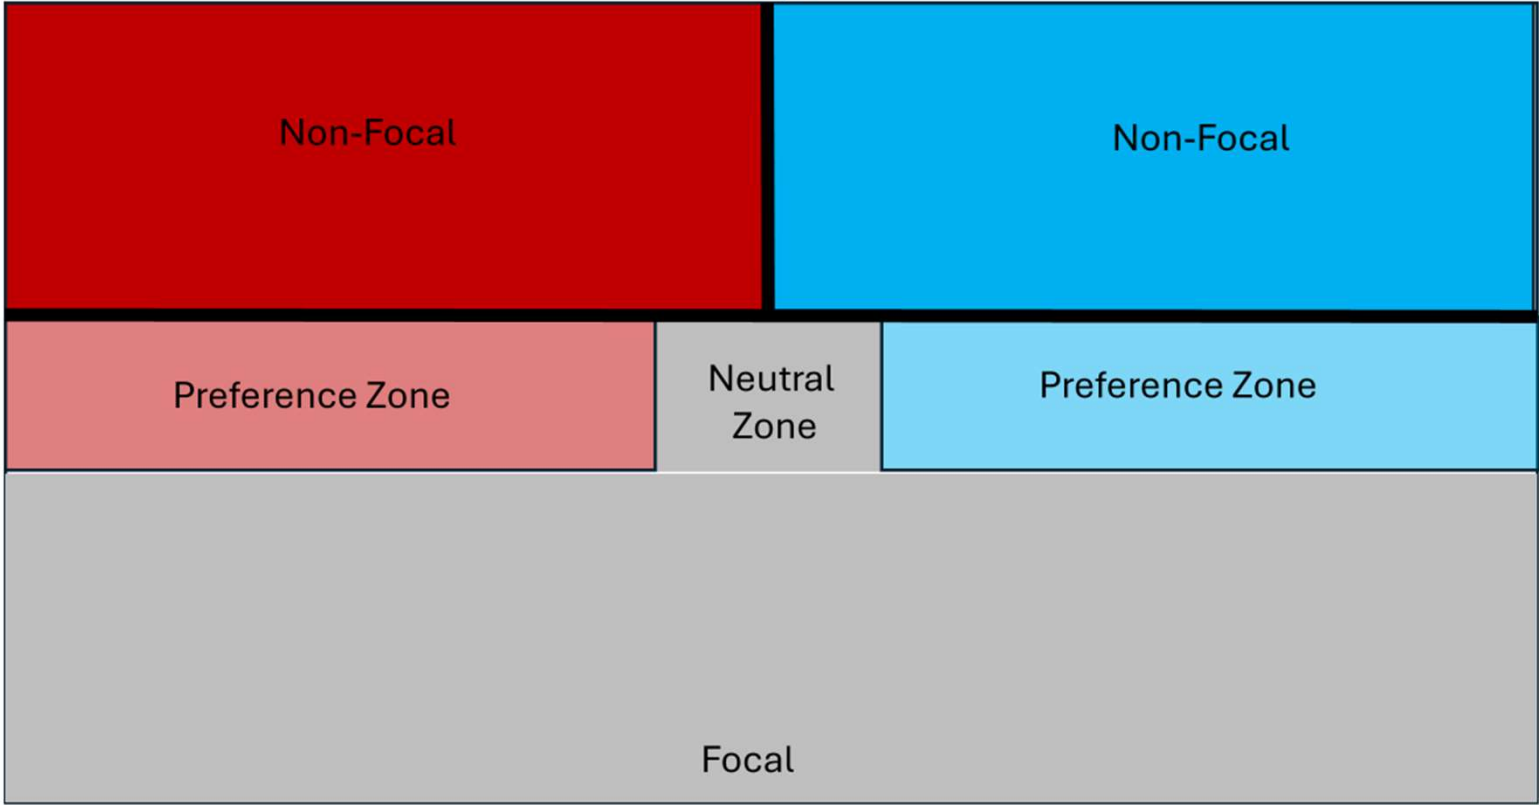 Non-Focal
Non-Focal
Preference Zone
Neutral
Zone
Preference Zone
Focal